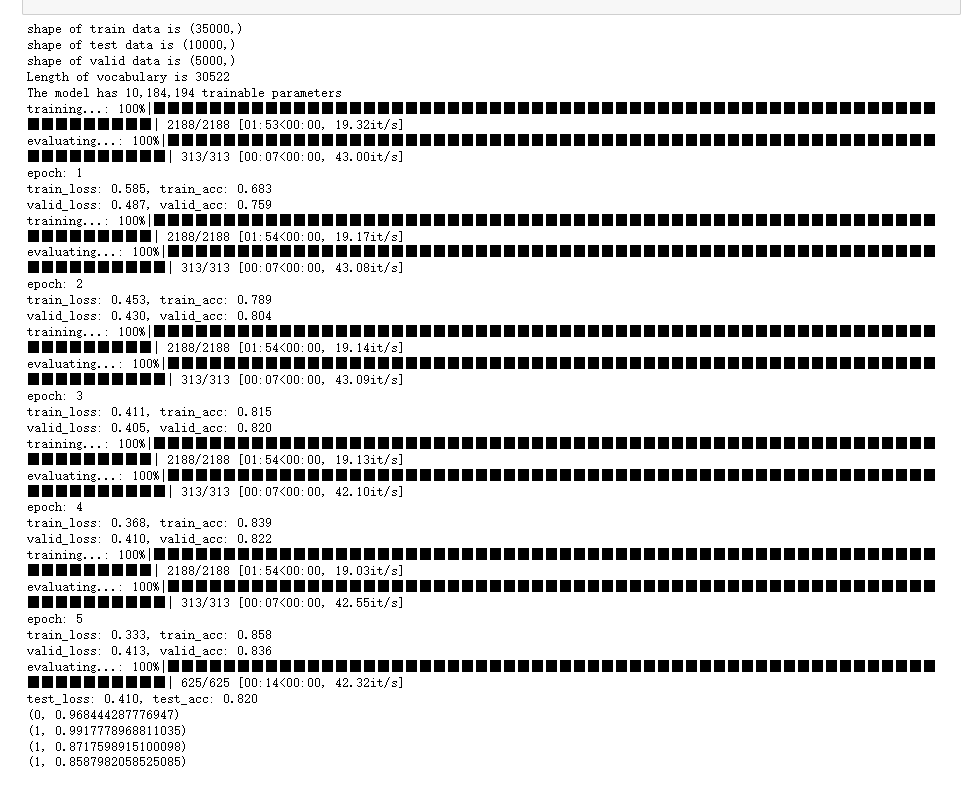 shape of train data is (35000,)
shape of test data is (10000,)
shape of valid data is (5000,)
Length of vocabulary is 30522
The model has 10,184,194 trainable parameters
training...: 100%|
| 2188/2188 [01:53<00:00, 19.32it/s]
evaluating...: 100%|
| 313/313 [00:07<00:00, 43.00it/s]
epoch: 1
train_loss: 0.585, train_acc: 0.683
valid_loss: 0.487, valid_acc: 0.759
training...: 100%|
| 2188/2188 [01:54<00:00, 19.17it/s]
evaluating...: 100%|
| 313/313 [00:07<00:00, 43.08it/s]
epoch: 2
train_loss: 0.453, train_acc: 0.789
valid_loss: 0.430, valid_acc: 0.804
training...: 100%|
| 2188/2188 [01:54<00:00, 19.14it/s]
evaluating...: 100%|
| 313/313 [00:07<00:00, 43.09it/s]
epoch: 3
train_loss: 0.411, train_acc: 0.815
valid_loss: 0.405, valid_acc: 0.820
training...: 100%|
| 2188/2188 [01:54<00:00, 19.13it/s]
evaluating...: 100%|
| 313/313 [00:07<00:00, 42.10it/s]
epoch: 4
train_loss: 0.368, train_acc: 0.839
valid_loss: 0.410, valid_acc: 0.822
training...: 100%|
| 2188/2188 [01:54<00:00, 19.03it/s]
evaluating...: 100%|
| 313/313 [00:07<00:00, 42.55it/s]
epoch: 5
train_loss: 0.333, train_acc: 0.858
valid_loss: 0.413, valid_acc: 0.836
evaluating...: 100%|
| 625/625 [00:14<00:00, 42.32it/s]
test_loss: 0.410, test_acc: 0.820
(0, 0.968444287776947)
(1, 0.9917778968811035)
(1, 0.8717598915100098)
(1, 0.8587982058525085)